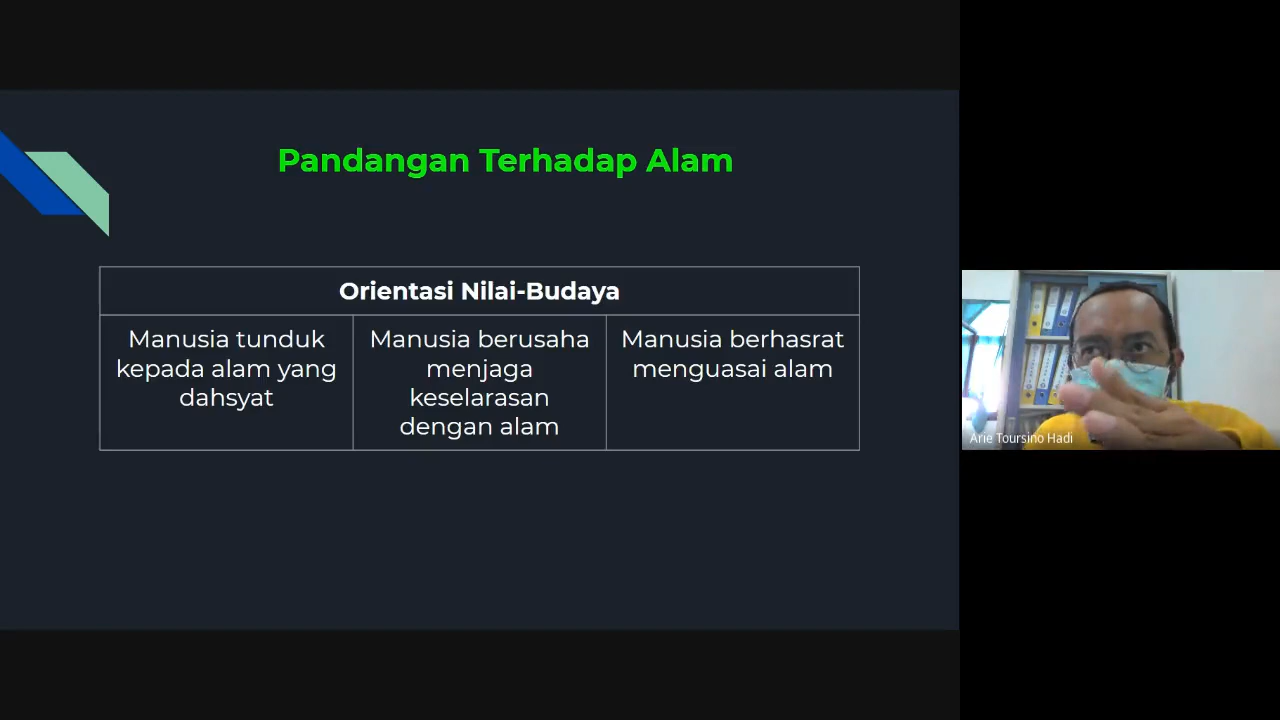 Pandangan Terhadap Alam
Orientasi Nilai-Budaya
Manusia tunduk
kepada alam yang
dahsyat
Manusia berusaha
menjaga
keselarasan
dengan alam
Manusia berhasrat
menguasai alam
Arie Toursino Hadi